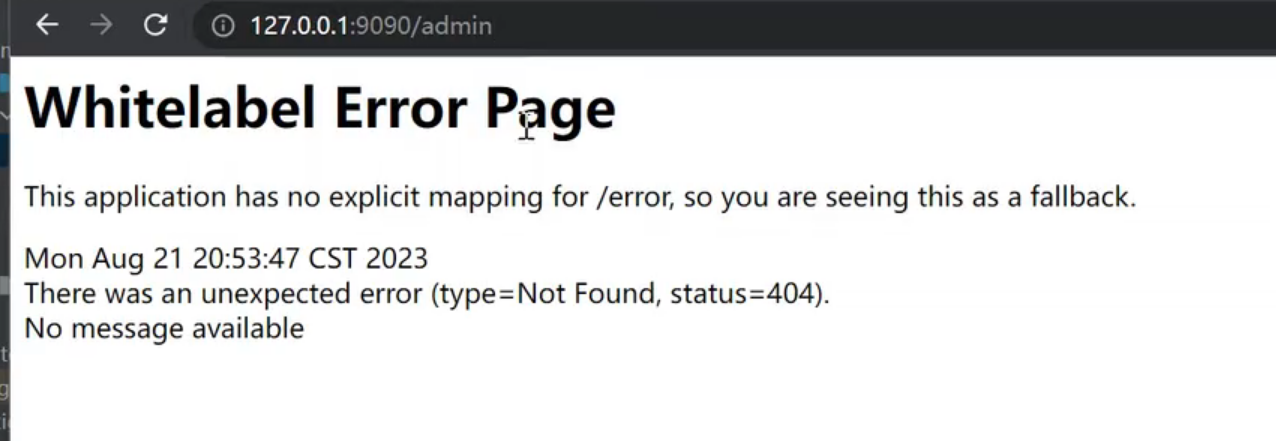 127.0.0.1:9090/admin
Whitelabel Error Page
This application has no explicit mapping for /error, so you are seeing this as a fallback.
Mon Aug 21 20:53:47 CST 2023
There was an unexpected error (type=Not Found, status=404).
No message available